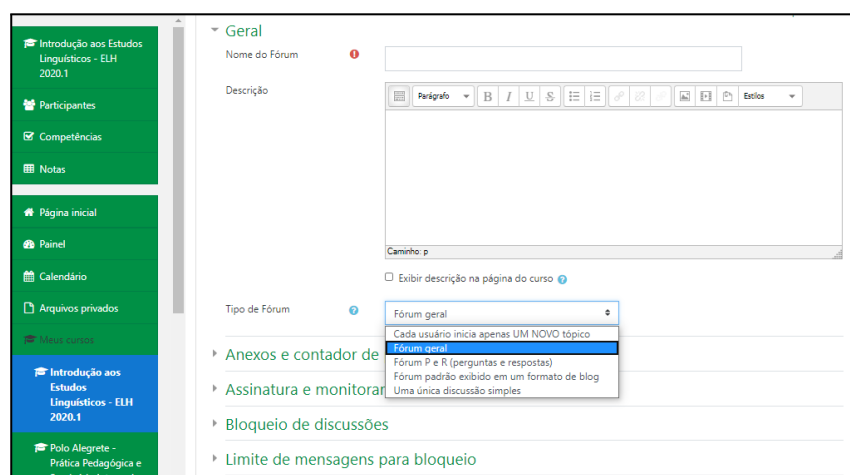 Introdução aos Estudos
Linguísticos - ELH
2020.1
Participantes
Competências
Notas
Página inicial
Painel
Calendário
Arquivos privados
Meus cursos
Introdução aos
Estudos
Linguísticos - ELH
2020.1
Polo Alegrete -
Prática Pedagógica e
Geral
Nome do Fórum
Descrição
Parágrafo B I U S Estilos
Caminho: p
Exibir descrição na página do curso
Tipo de Fórum
Fórum geral
Cada usuário inicia apenas UM NOVO tópico
Fórum geral
Fórum P e R (perguntas e respostas)
Fórum padrão exibido em um formato de blog
Uma única discussão simples
Anexos e contador de
Assinatura e monitorar
Bloqueio de discussões
Limite de mensagens para bloqueio